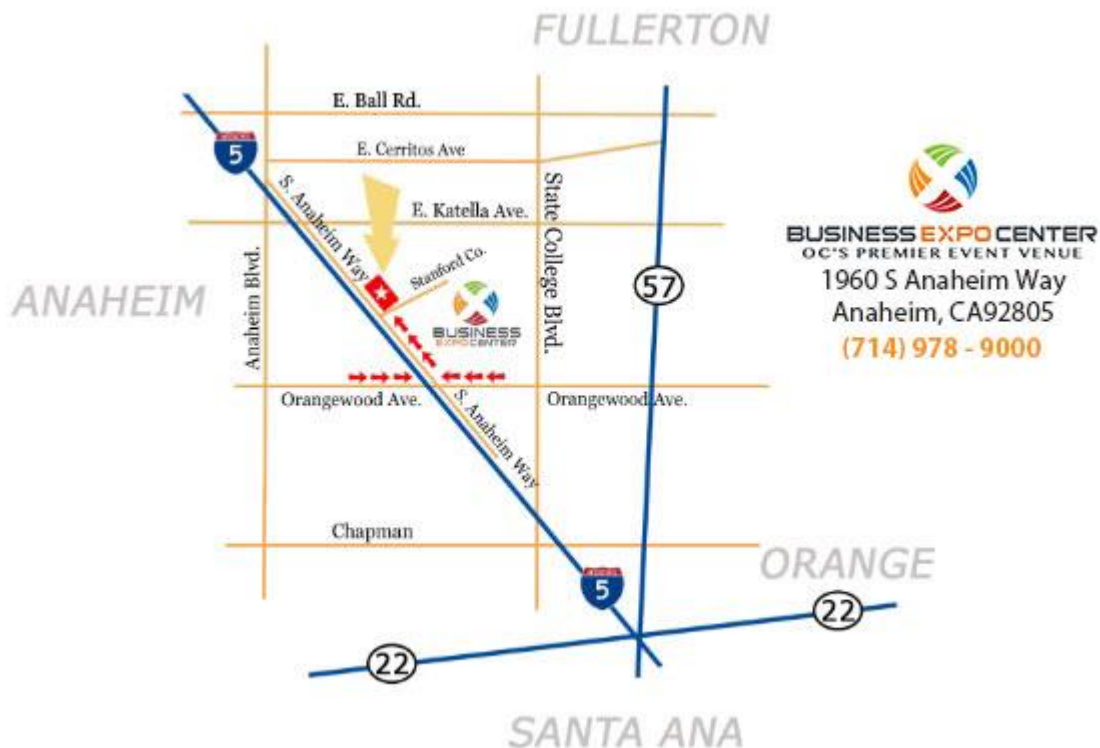 FULLERTON
E. Ball Rd.
5
E. Cerritos Ave
S. Anaheim Way
State College Blvd.
E. Katella Ave.
BUSINESS EXPO CENTER
OC'S PREMIER EVENT VENUE
1960 S Anaheim Way
Anaheim, CA92805
(714) 978 - 9000
Anaheim Blvd.
Stanford Co.
57
ANAHEIM
BUSINESS
EXPO CENTER
Orangewood Ave.
Orangewood Ave.
S. Anaheim Way
Chapman
ORANGE
5
22
22
SANTA ANA